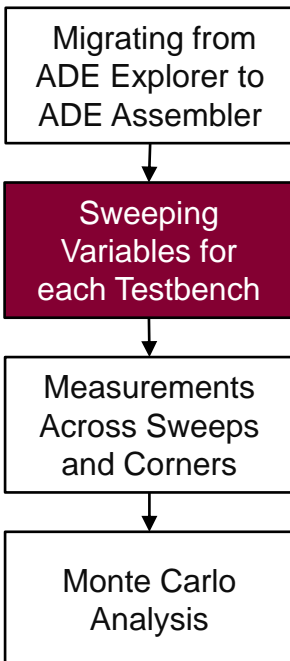 Migrating from
ADE Explorer to
ADE Assembler
Sweeping
Variables for
each Testbench
Measurements
Across Sweeps
and Corners
Monte Carlo
Analysis